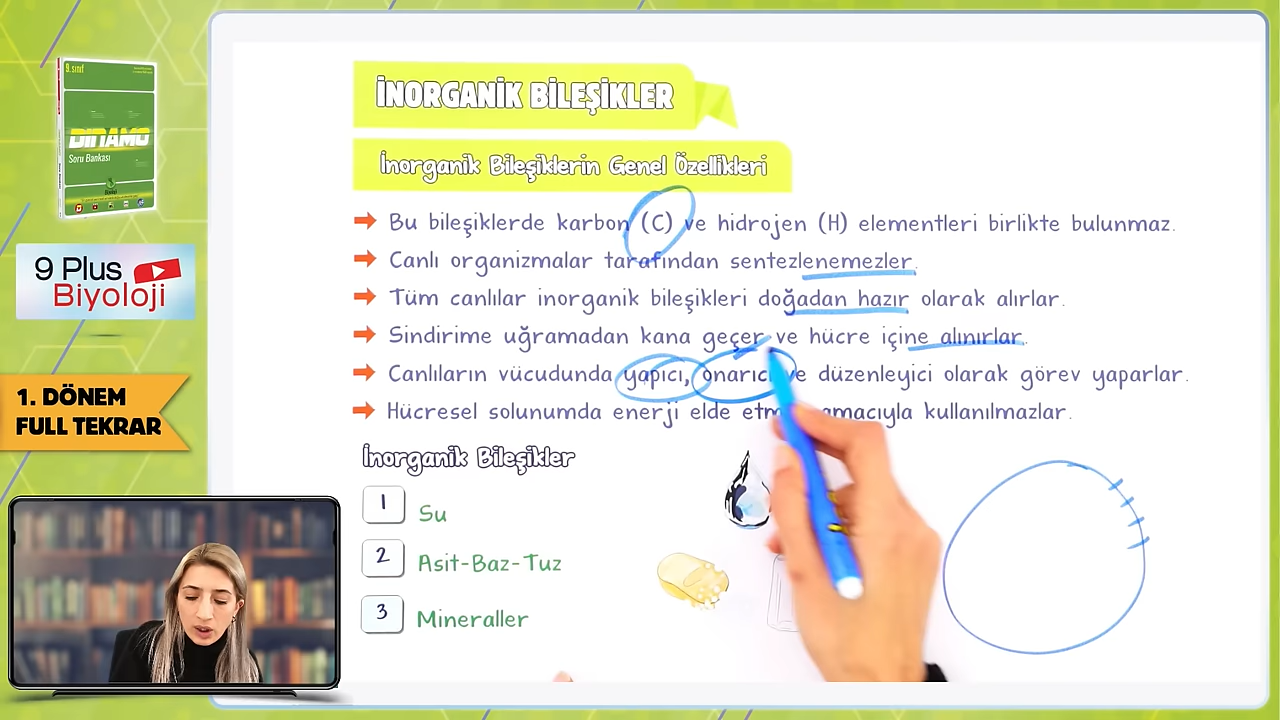 9. sınıf
DİNAMO
Soru Bankası
Biyoloji
9 Plus
Biyoloji
1. DÖNEM
FULL TEKRAR
İNORGANİK BİLEŞİKLER
İnorganik Bileşiklerin Genel Özellikleri
Bu bileşiklerde karbon (C) ve hidrojen (H) elementleri birlikte bulunmaz.
Canlı organizmalar tarafından sentezlenemezler.
Tüm canlılar inorganik bileşikleri doğadan hazır olarak alırlar.
Sindirime uğramadan kana geçer ve hücre içine alınırlar.
Canlıların vücudunda yapıcı, onarıcı ve düzenleyici olarak görev yaparlar.
Hücresel solunumda enerji elde etme amacıyla kullanılmazlar.
İnorganik Bileşikler
1 Su
2 Asit-Baz-Tuz
3 Mineraller